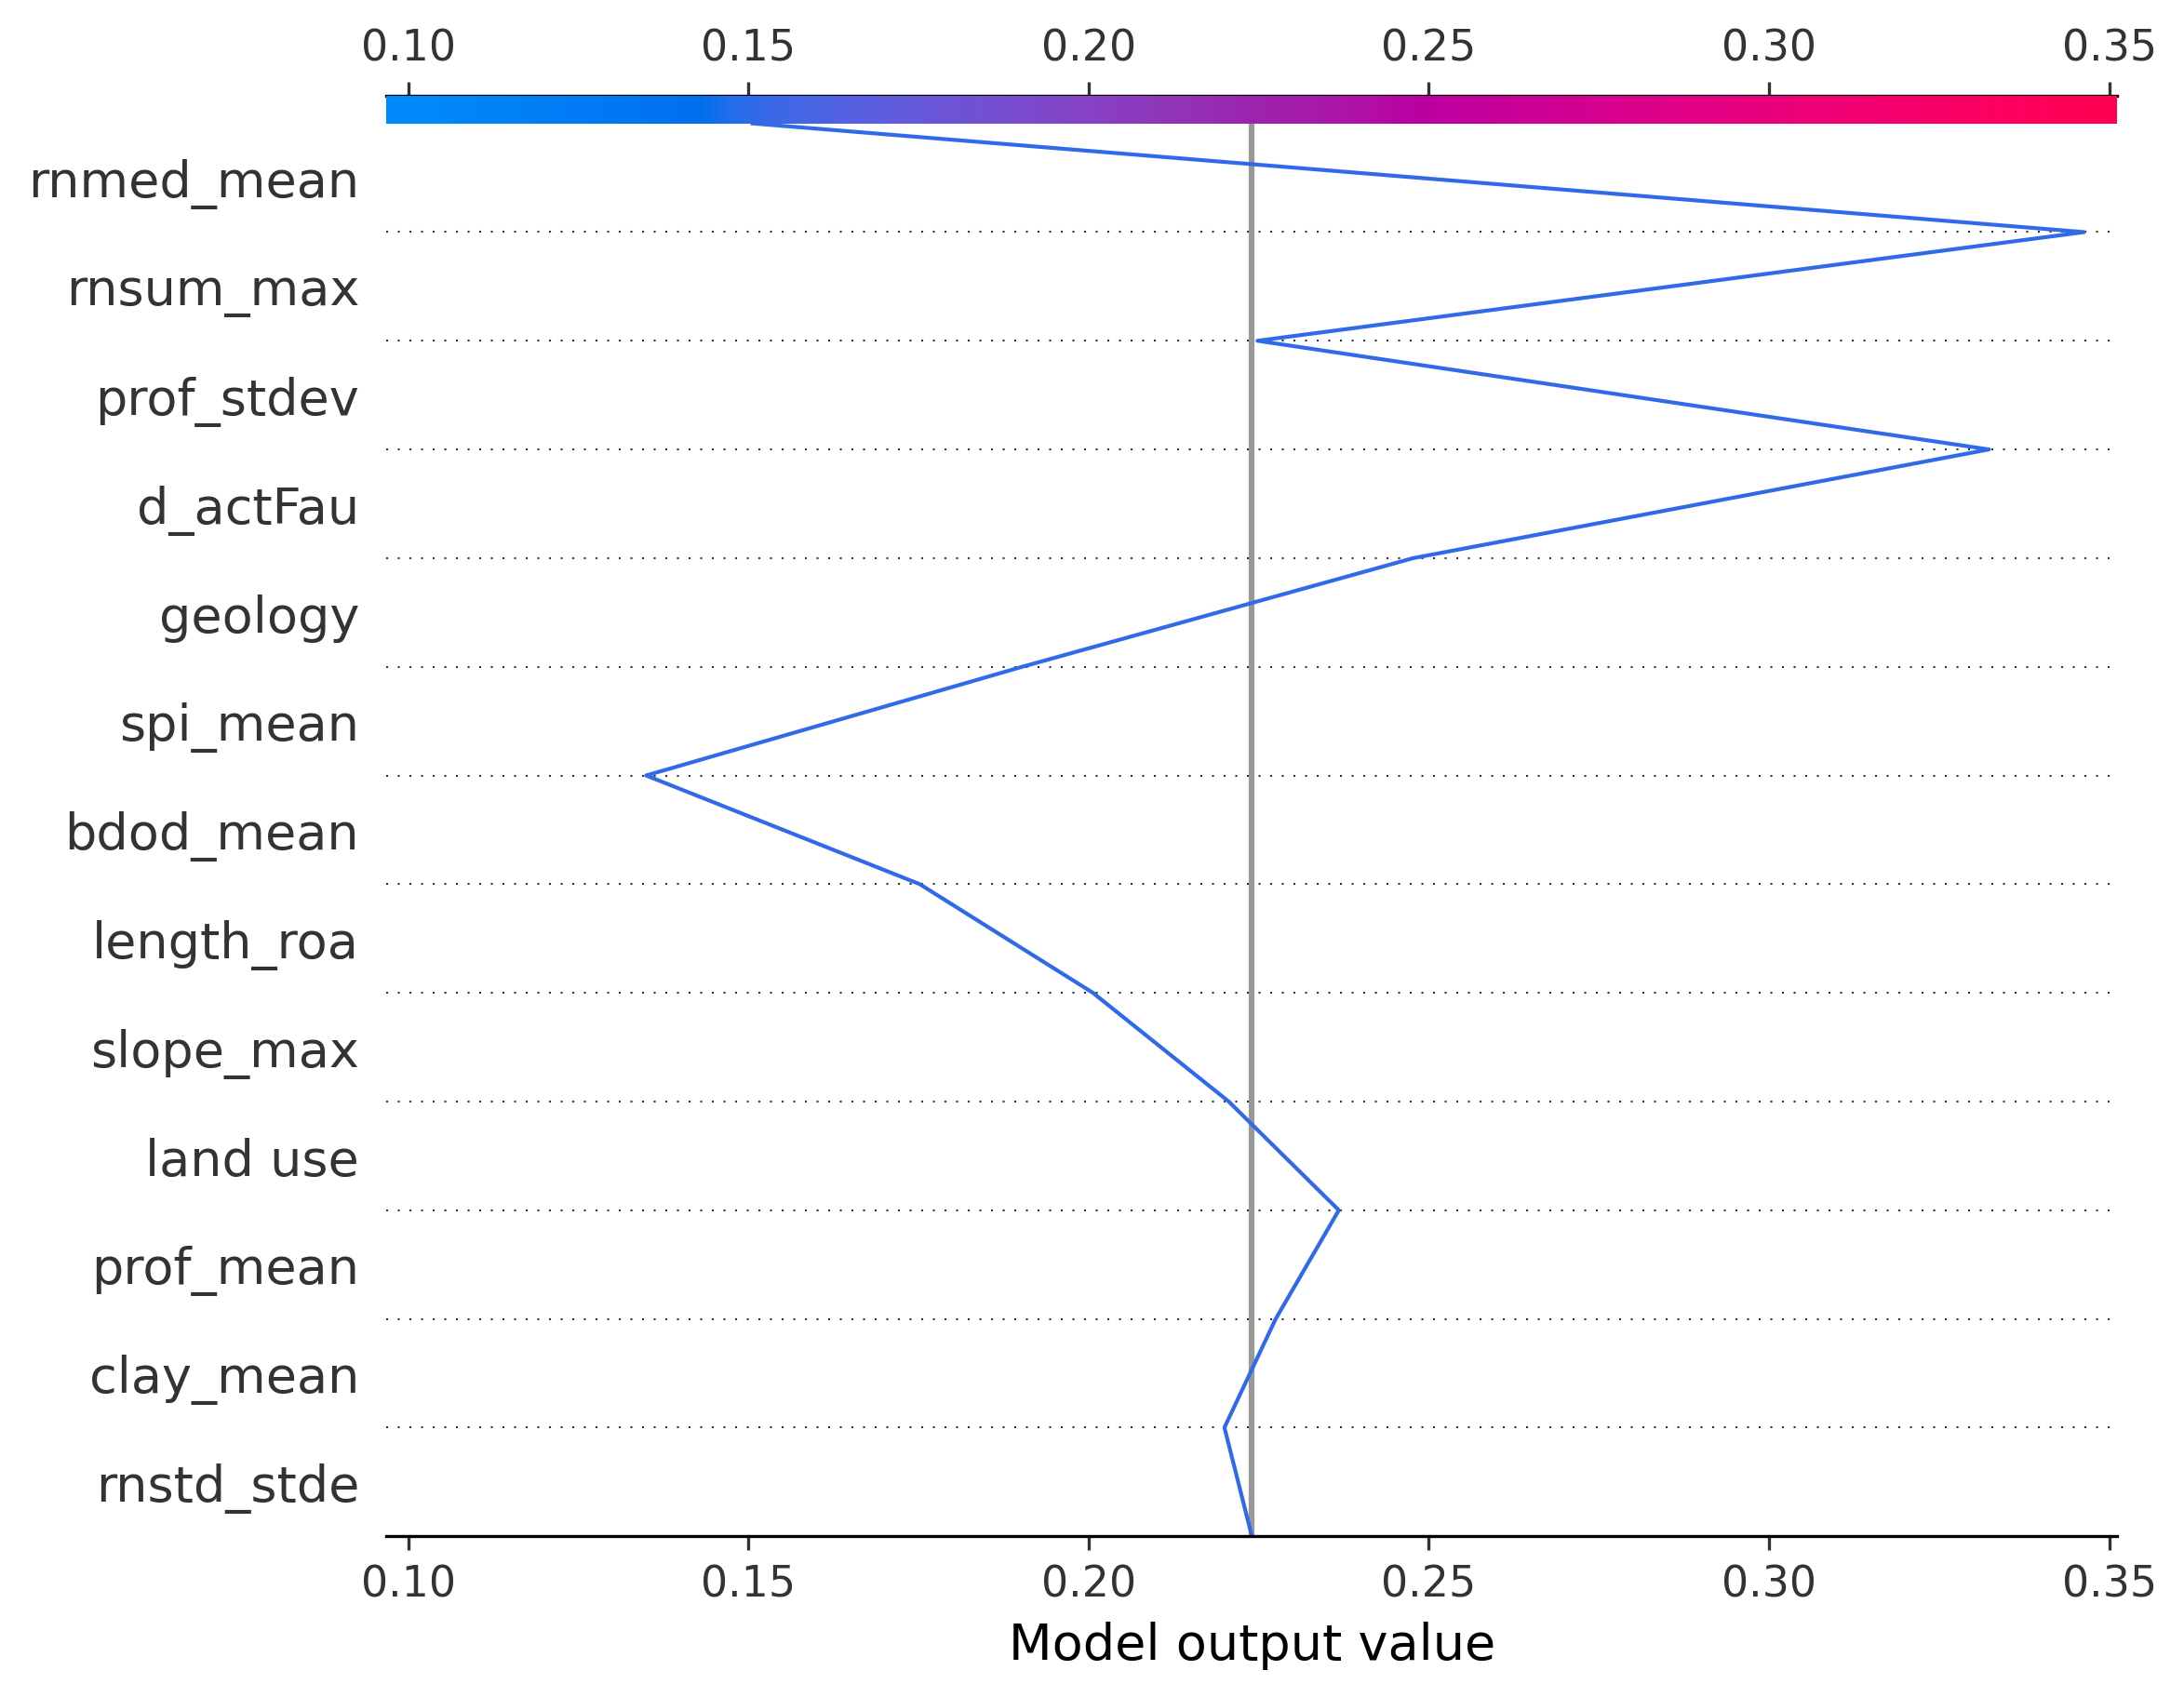 0.10 0.15 0.20 0.25 0.30 0.35
rnmed_mean
rnsum_max
prof_stdev
d_actFau
geology
spi_mean
bdod_mean
length_roa
slope_max
land use
prof_mean
clay_mean
rnstd_stde
0.10 0.15 0.20 0.25 0.30 0.35
Model output value